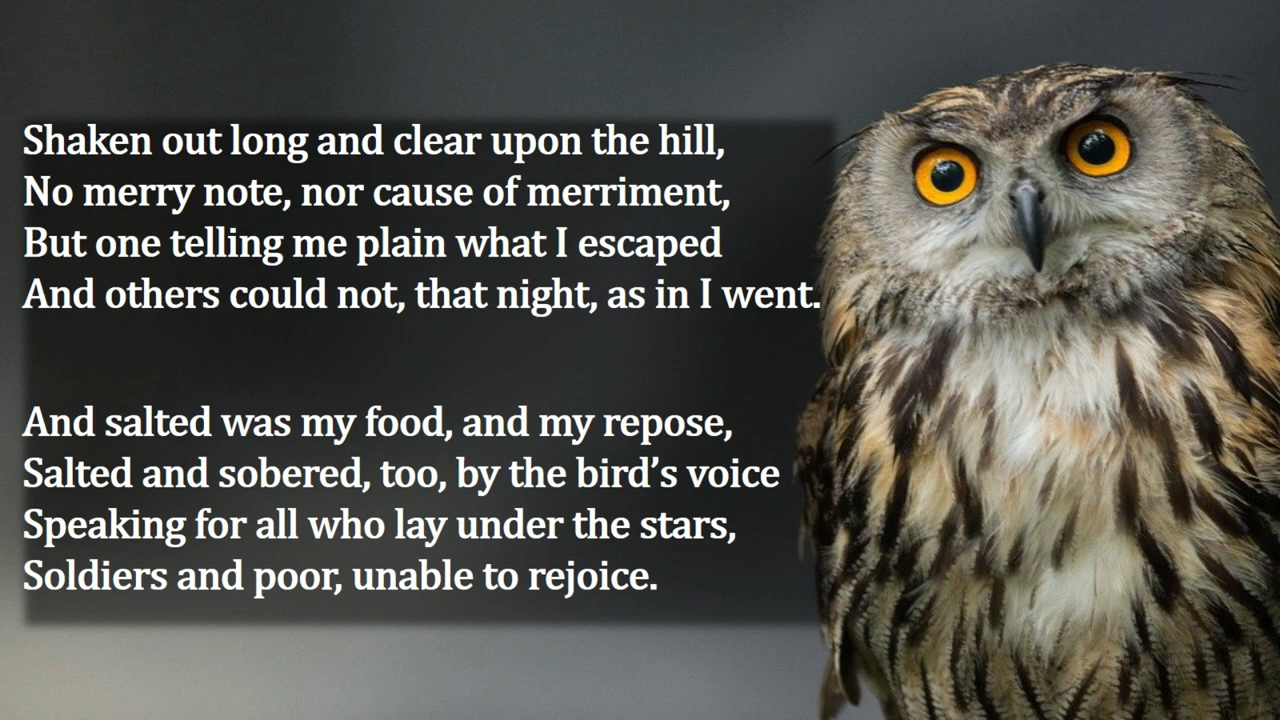 Shaken out long and clear upon the hill,
No merry note, nor cause of merriment,
But one telling me plain what I escaped
And others could not, that night, as in I went.
And salted was my food, and my repose,
Salted and sobered, too, by the bird’s voice
Speaking for all who lay under the stars,
Soldiers and poor, unable to rejoice.